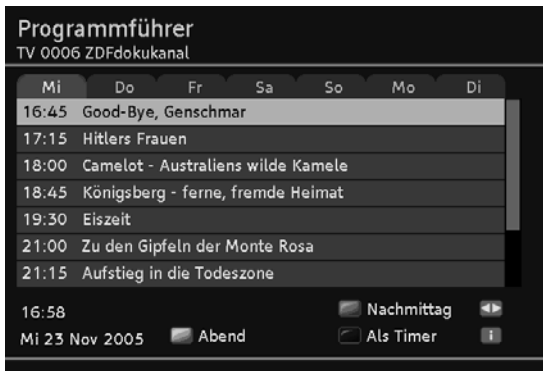 Programmführer
TV 0006 ZDFdokukanal
Mi Do Fr Sa So Mo Di
16:45 Good-Bye, Genschmar
17:15 Hitlers Frauen
18:00 Camelot - Australiens wilde Kamele
18:45 Königsberg - ferne, fremde Heimat
19:30 Eiszeit
21:00 Zu den Gipfeln der Monte Rosa
21:15 Aufstieg in die Todeszone
16:58 Nachmittag
Mi 23 Nov 2005 Abend Als Timer i